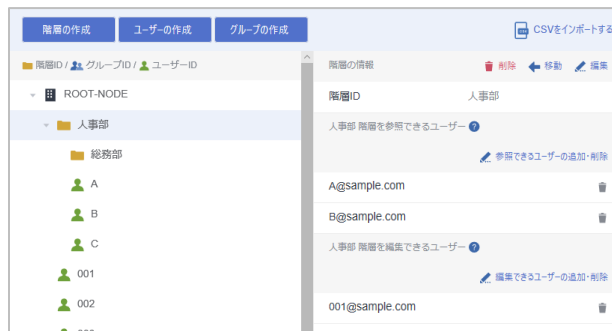 階層の作成
ユーザーの作成
グループの作成
CSVをインポートする
階層ID / グループID / ユーザーID
ROOT-NODE
人事部
総務部
A
B
C
001
002
階層の情報
削除
移動
編集
階層ID 人事部
人事部 階層を参照できるユーザー ?
参照できるユーザーの追加・削除
A@sample.com
B@sample.com
人事部 階層を編集できるユーザー ?
編集できるユーザーの追加・削除
001@sample.com